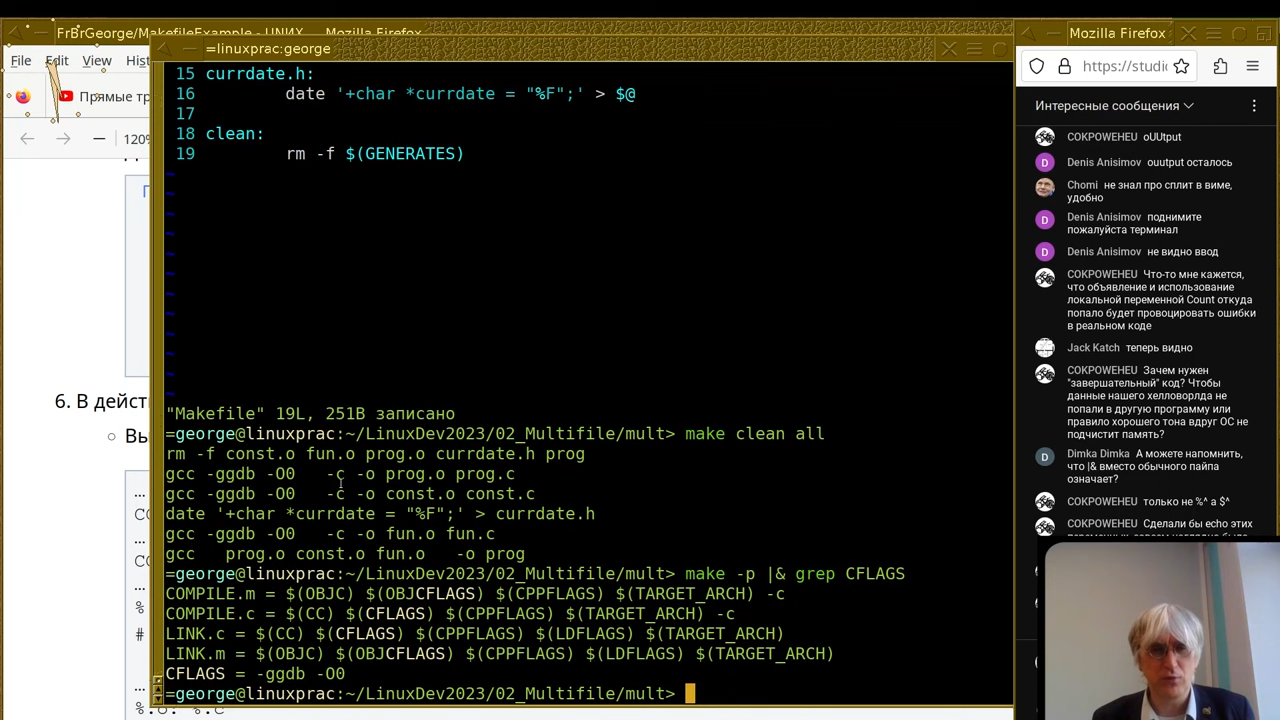 FrBrGeorge/MakefileExample - UNИX — Mozilla Firefox
=linuxprac:george
Mozilla Firefox
File Edit View Hist
https://studio
Прямые тр
120%
15 currdate.h:
16 date '+char *currdate = "%F";' > $@
17
18 clean:
19 rm -f $(GENERATES)
~
~
~
~
~
~
~
~
~
~
~
~
"Makefile" 19L, 251B записано
=george@linuxprac:~/LinuxDev2023/02_Multifile/mult> make clean all
rm -f const.o fun.o prog.o currdate.h prog
gcc -ggdb -O0 -c -o prog.o prog.c
gcc -ggdb -O0 -c -o const.o const.c
date '+char *currdate = "%F";' > currdate.h
gcc -ggdb -O0 -c -o fun.o fun.c
gcc prog.o const.o fun.o -o prog
=george@linuxprac:~/LinuxDev2023/02_Multifile/mult> make -p |& grep CFLAGS
COMPILE.m = $(OBJC) $(OBJCFLAGS) $(CPPFLAGS) $(TARGET_ARCH) -c
COMPILE.c = $(CC) $(CFLAGS) $(CPPFLAGS) $(TARGET_ARCH) -c
LINK.c = $(CC) $(CFLAGS) $(CPPFLAGS) $(LDFLAGS) $(TARGET_ARCH)
LINK.m = $(OBJC) $(OBJCFLAGS) $(CPPFLAGS) $(LDFLAGS) $(TARGET_ARCH)
CFLAGS = -ggdb -O0
=george@linuxprac:~/LinuxDev2023/02_Multifile/mult>
6. В дейст
Вы
…
…
…
%
#
%.o: %.c
Интересные сообщения
COKPOWEHEU oUUtput
Denis Anisimov ouutput осталось
Chomi не знал про сплит в виме,
удобно
Denis Anisimov поднимите
пожалуйста терминал
Denis Anisimov не видно ввод
COKPOWEHEU Что-то мне кажется,
что объявление и использование
локальной переменной Count откуда
попало будет провоцировать ошибки
в реальном коде
Jack Katch теперь видно
COKPOWEHEU Зачем нужен
"завершательный" код? Чтобы
данные нашего хелловорлда не
попали в другую программу или
правило хорошего тона вдруг ОС не
подчистит память?
Dimka Dimka А можете напомнить,
что |& вместо обычного пайпа
означает?
COKPOWEHEU только не %^ а $^
COKPOWEHEU Сделали бы echo этих